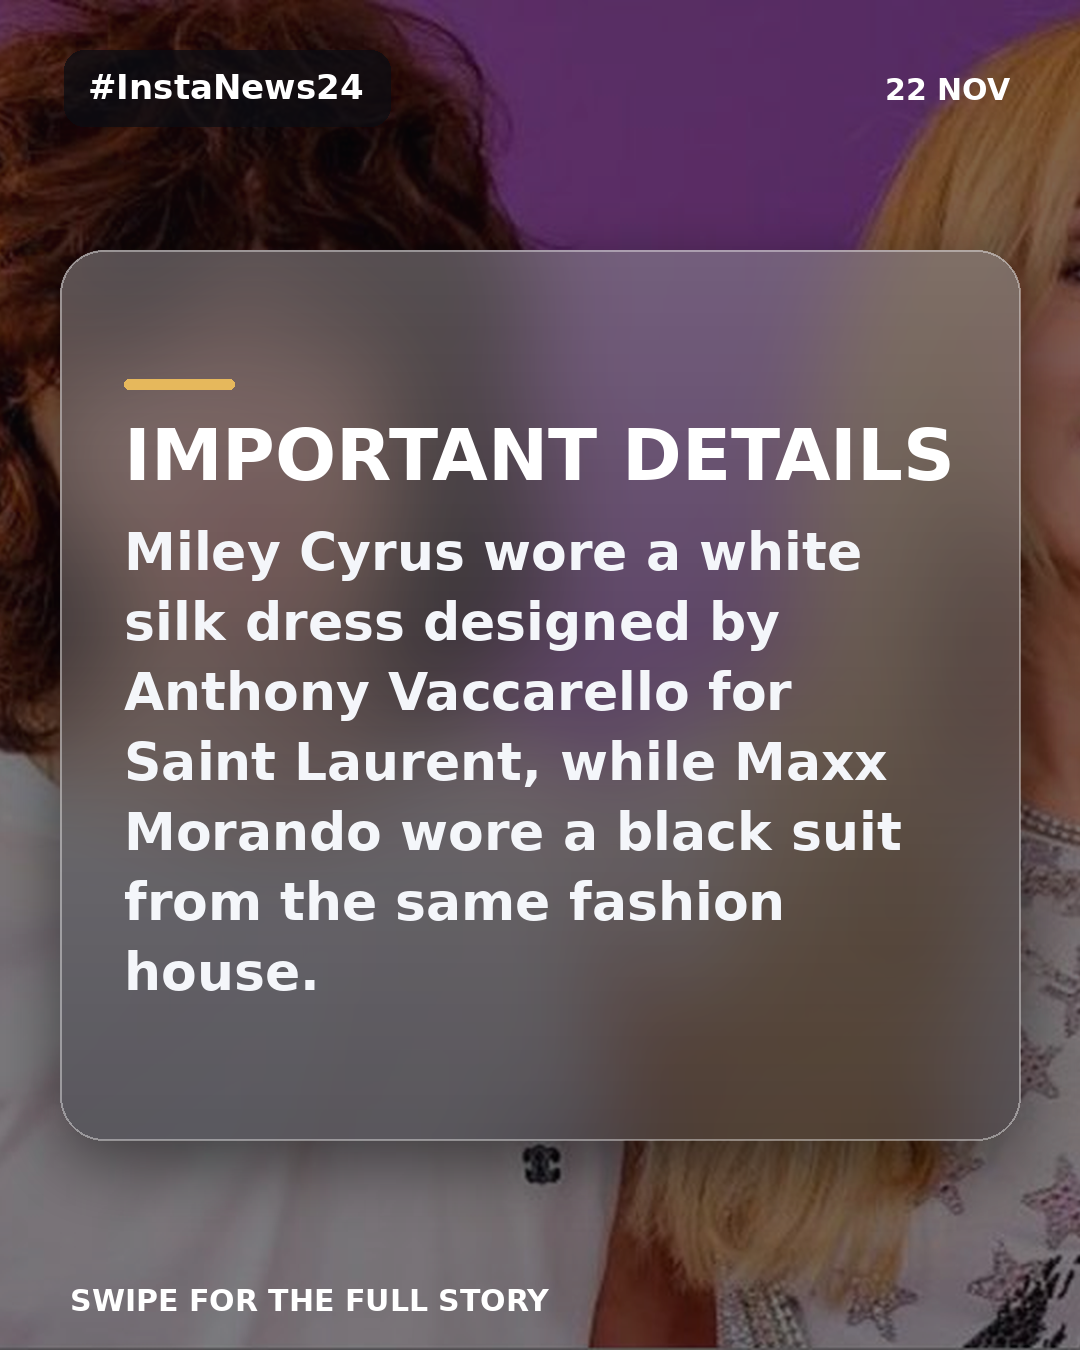 #InstaNews24
22 NOV
IMPORTANT DETAILS
Miley Cyrus wore a white
silk dress designed by
Anthony Vaccarello for
Saint Laurent, while Maxx
Morando wore a black suit
from the same fashion
house.
SWIPE FOR THE FULL STORY